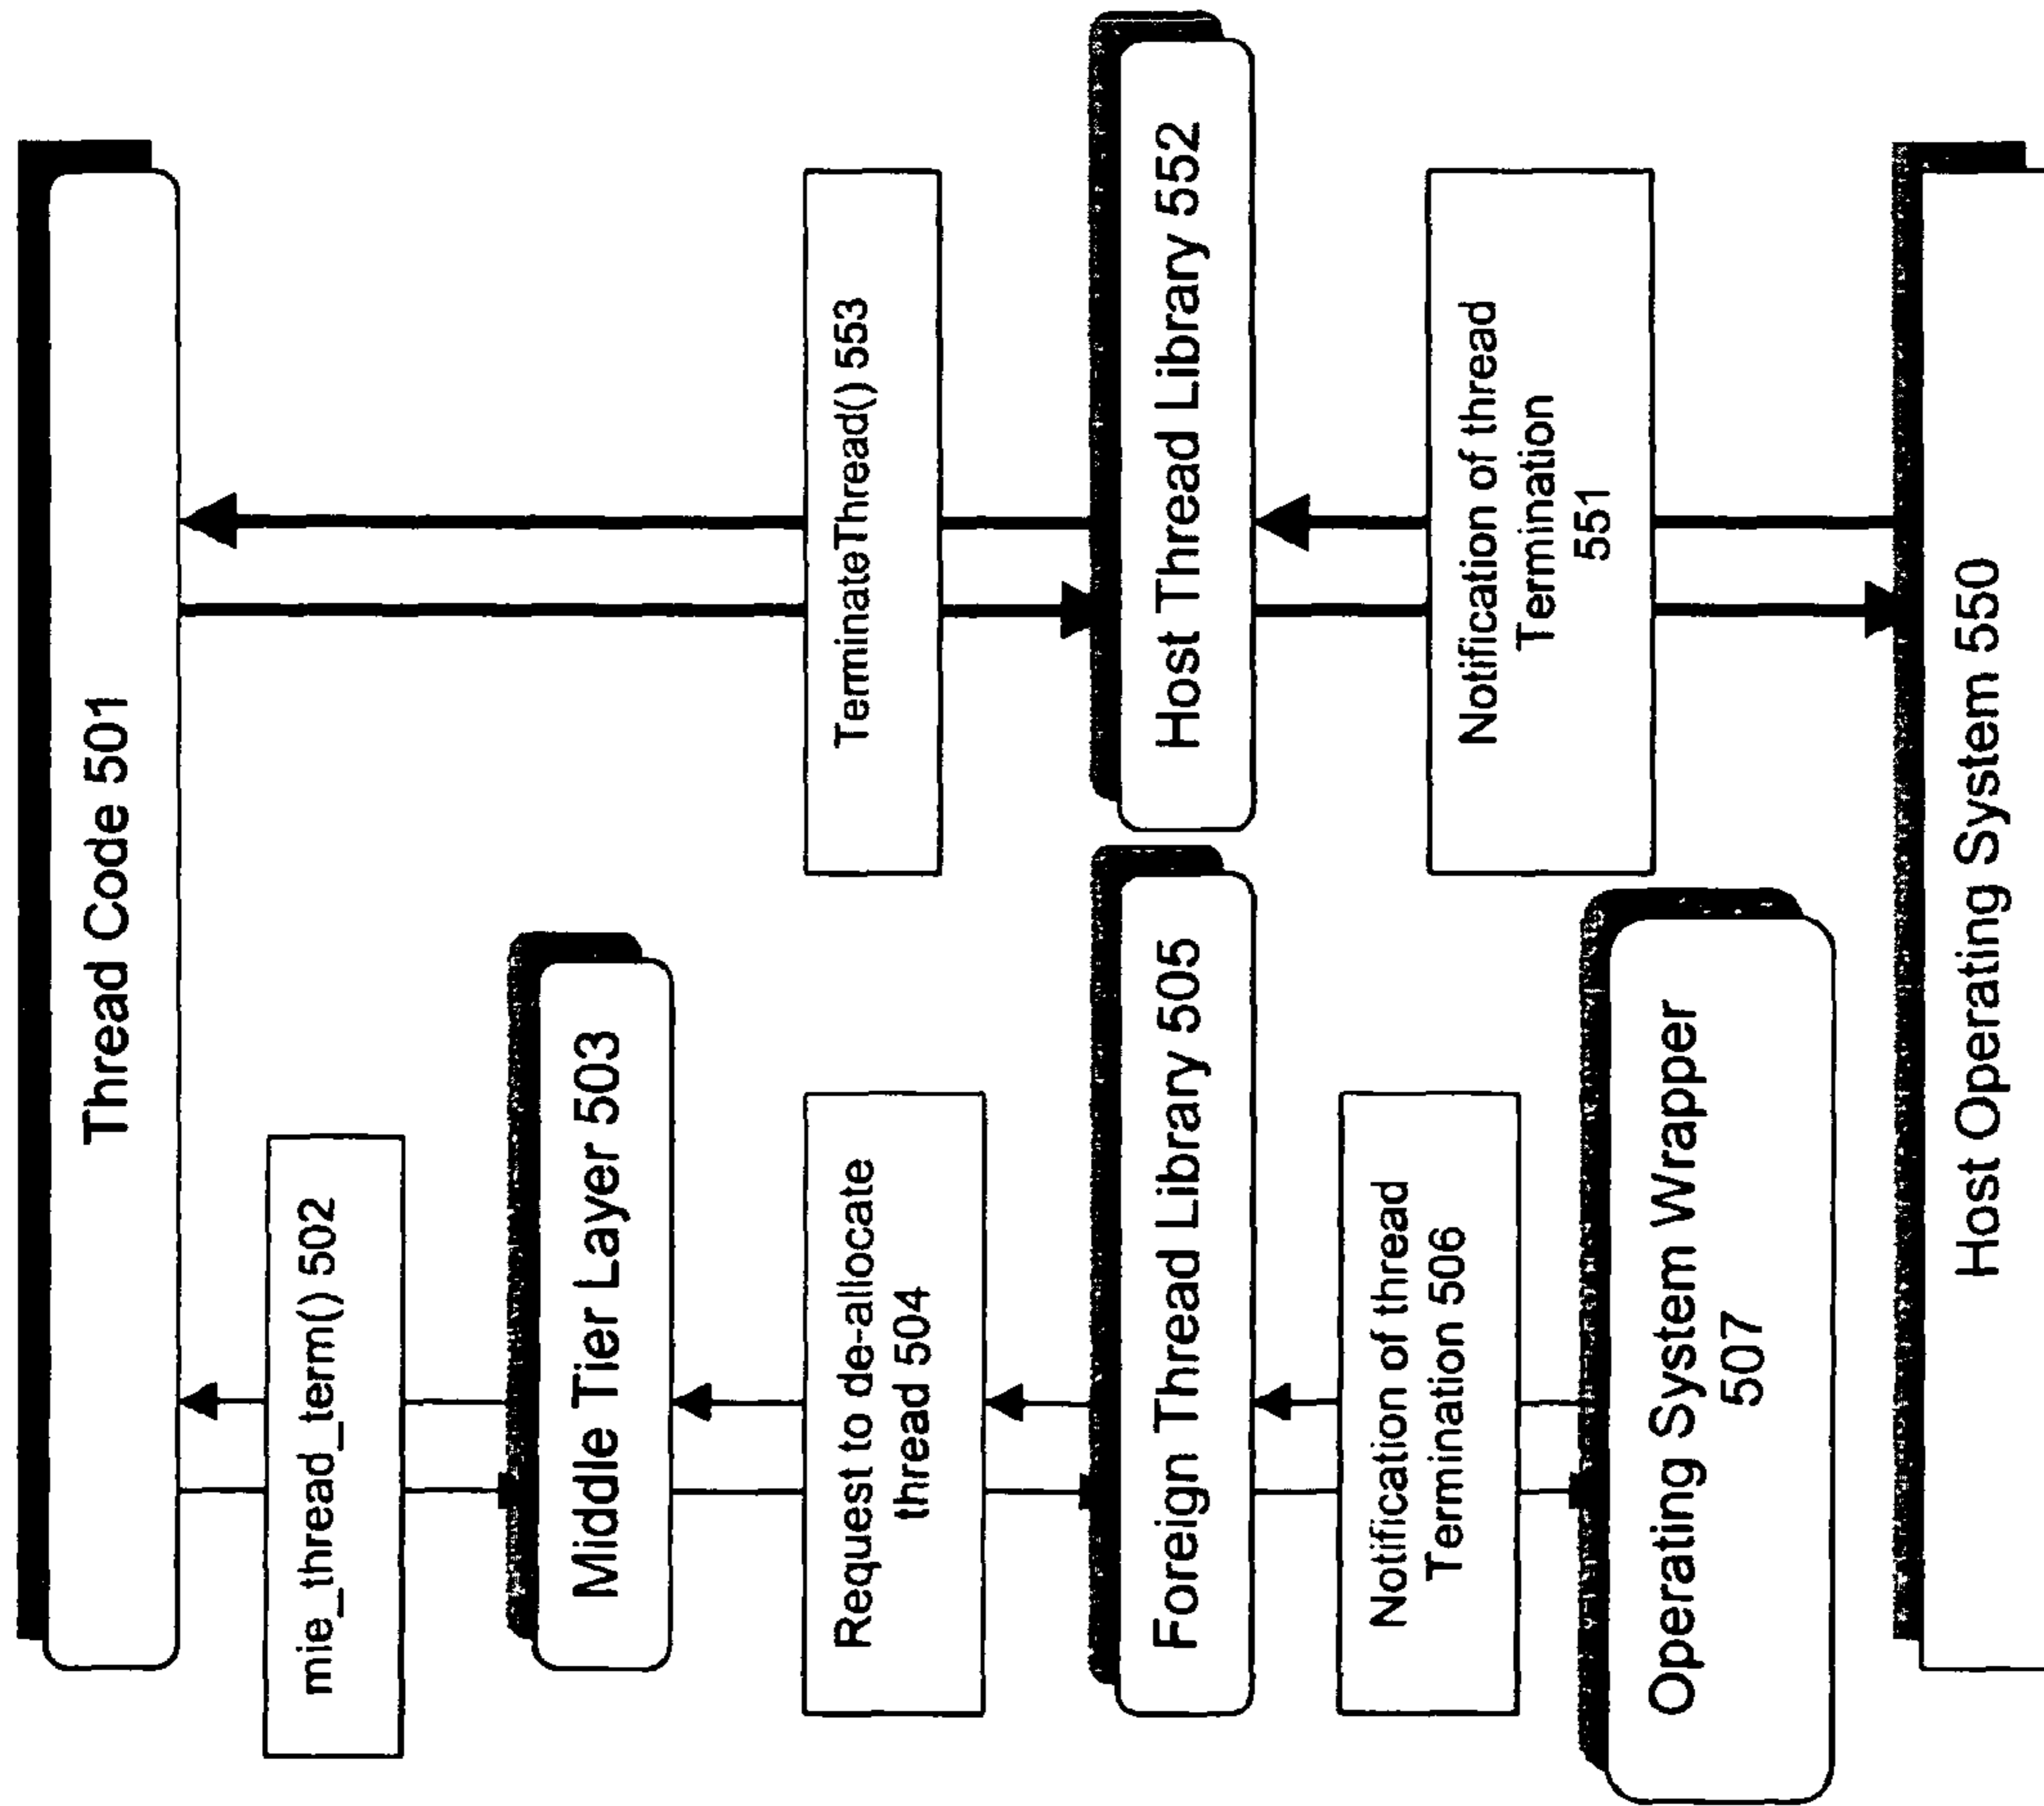 Thread Code 501
mie_thread_term() 502
Middle Tier Layer 503
Request to de-allocate
thread 504
TerminateThread() 553
Foreign Thread Library 505
Host Thread Library 552
Notification of thread
Termination 506
Notification of thread
Termination
551
Operating System Wrapper
507
Host Operating System 550